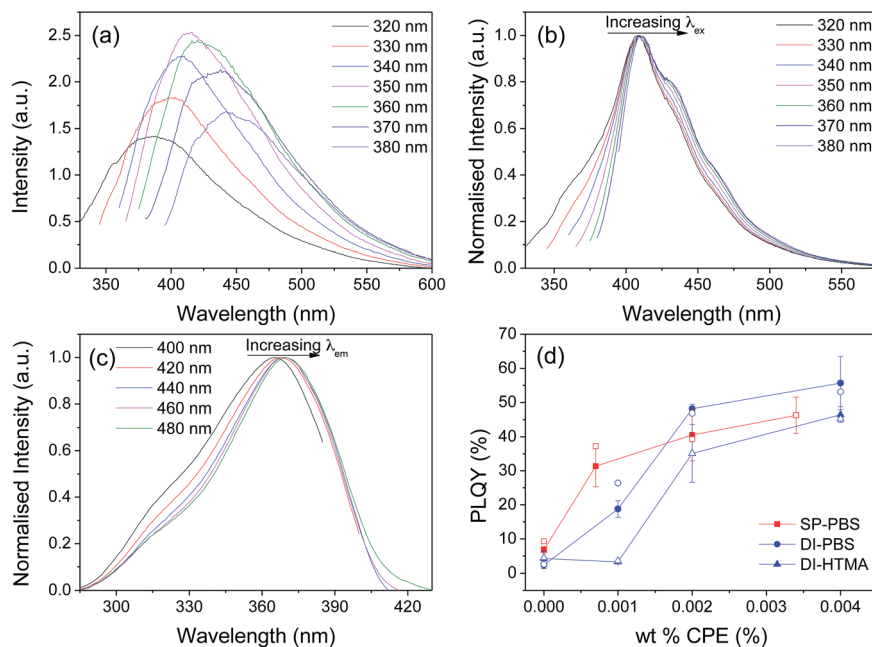 (a)
320 nm
330 nm
340 nm
350 nm
360 nm
370 nm
380 nm
2.5
2.0
1.5
1.0
0.5
0.0
350 400 450 500 550 600
Intensity (a.u.)
Wavelength (nm)
(b)
Increasing λex
320 nm
330 nm
340 nm
350 nm
360 nm
370 nm
380 nm
1.0
0.8
0.6
0.4
0.2
0.0
400 450 500 550
Normalised Intensity (a.u.)
Wavelength (nm)
(c)
Increasing λem
400 nm
420 nm
440 nm
460 nm
480 nm
1.0
0.8
0.6
0.4
0.2
0.0
300 330 360 390 420
Normalised Intensity (a.u.)
Wavelength (nm)
(d)
70
60
50
40
30
20
10
0
SP-PBS
DI-PBS
DI-HTMA
0.000 0.001 0.002 0.003 0.004
PLQY (%)
wt % CPE (%)